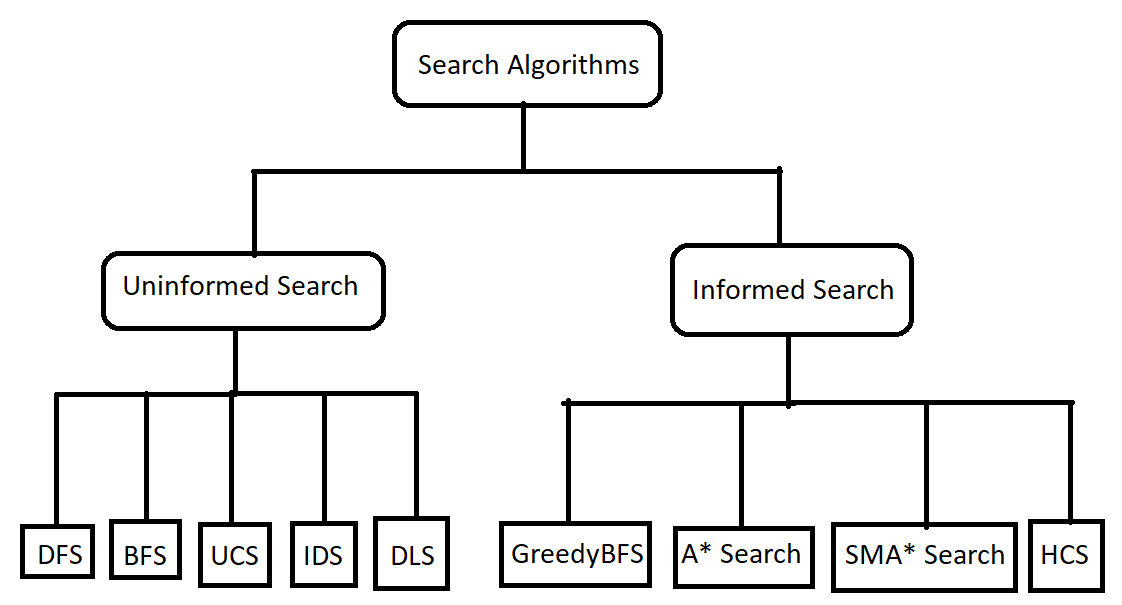 Search Algorithms
Uninformed Search
Informed Search
DFS
BFS
UCS
IDS
DLS
GreedyBFS
A* Search
SMA* Search
HCS